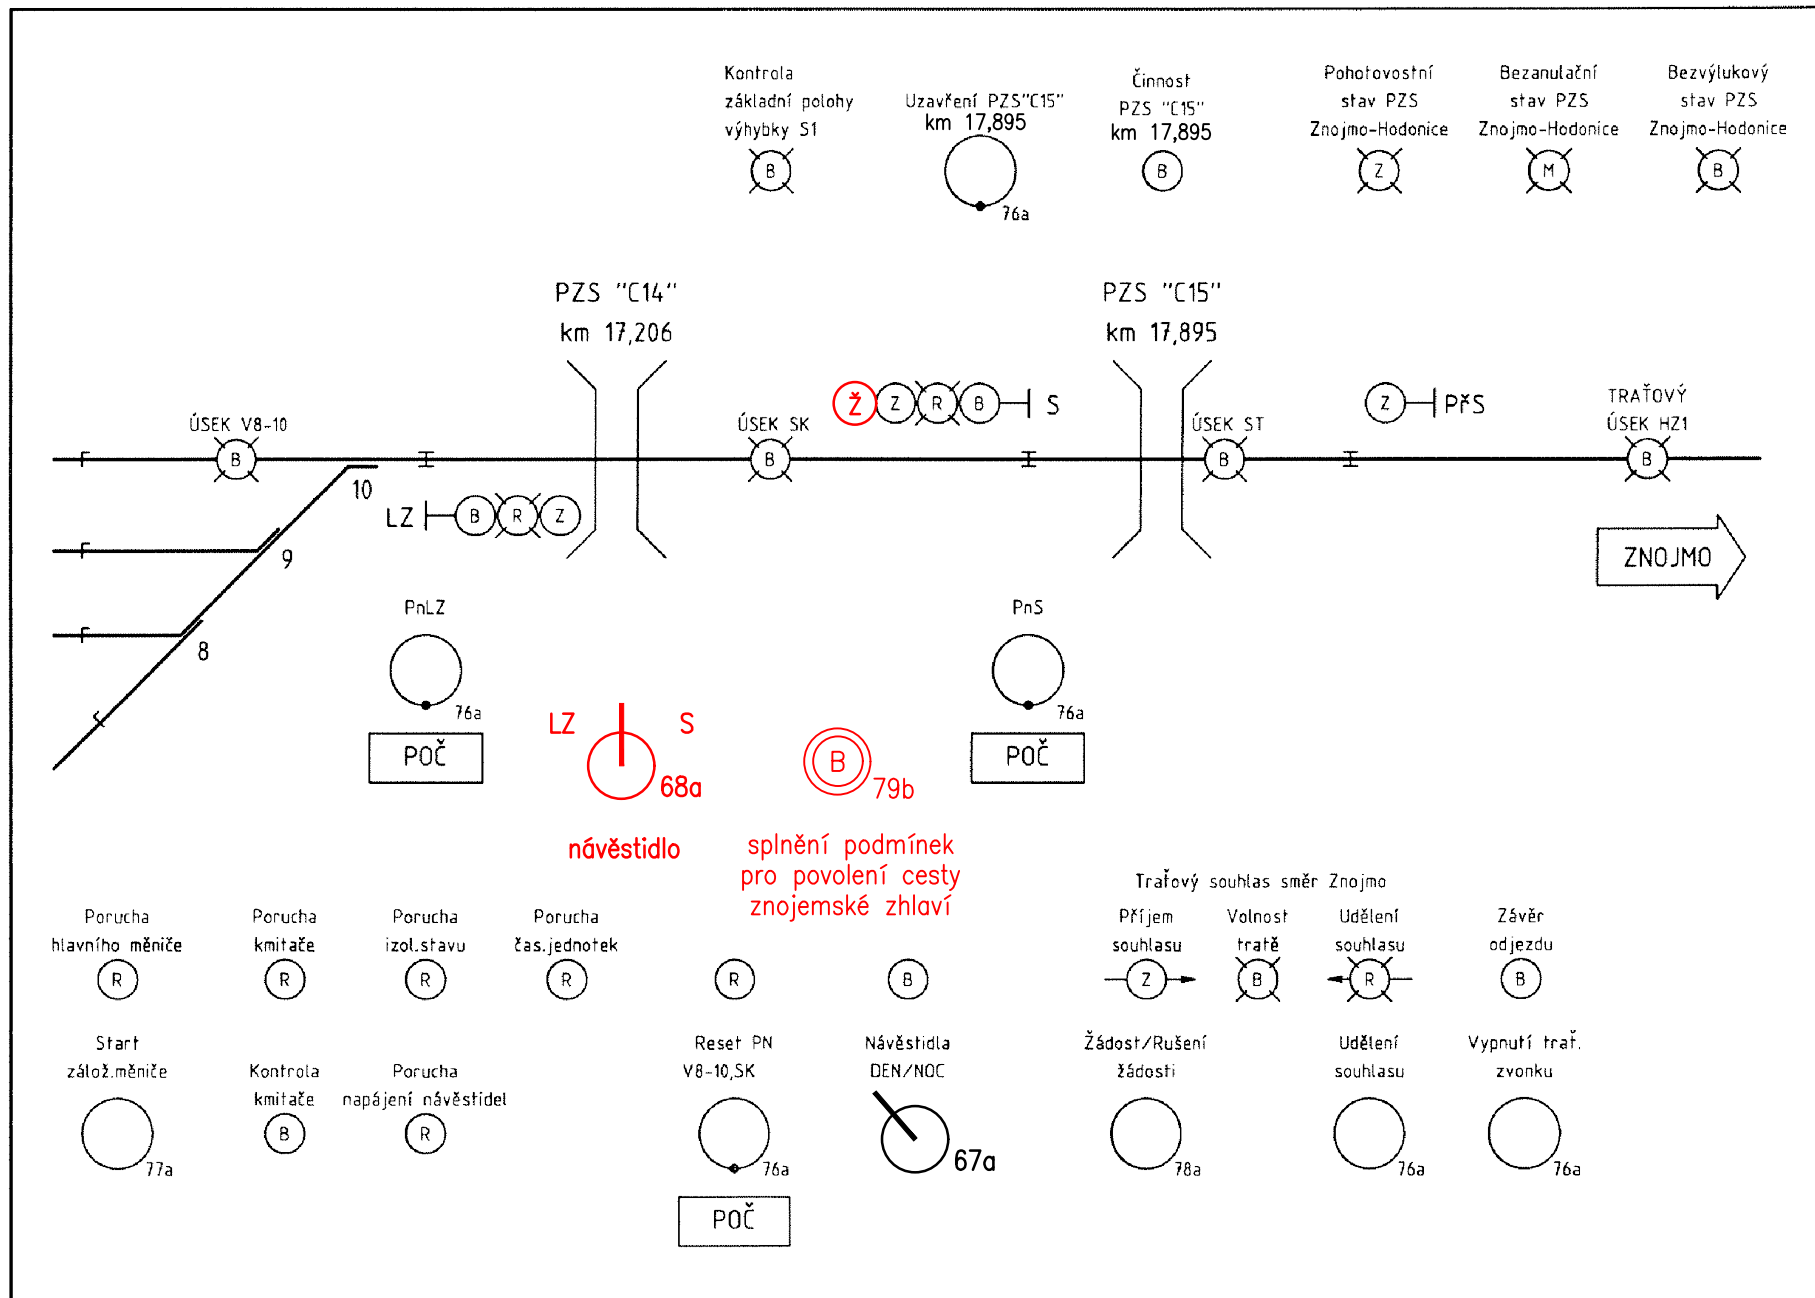 Kontrola
základní polohy
výhybky S1
B
Uzavření PZS"C15"
km 17,895
76a
Činnost
PZS "C15"
km 17,895
B
Pohotovostní
stav PZS
Znojmo-Hodonice
Z
Bezanulační
stav PZS
Znojmo-Hodonice
M
Bezvýlukový
stav PZS
Znojmo-Hodonice
B
PZS "C14"
km 17,206
PZS "C15"
km 17,895
Ž Z R B S
Z PřS
ÚSEK V8-10
B
ÚSEK SK
B
ÚSEK ST
B
TRAŤOVÝ
ÚSEK HZ1
B
10
LZ B R Z
9
8
ZNOJMO
PnLZ
76a
POČ
PnS
76a
POČ
LZ S
68a
návěstidlo
B
79b
splnění podmínek
pro povolení cesty
znojemské zhlaví
Porucha
hlavního měniče
R
Porucha
kmitače
R
Porucha
izol.stavu
R
Porucha
čas.jednotek
R
R
B
Traťový souhlas směr Znojmo
Příjem
souhlasu
Z
Volnost
tratě
B
Udělení
souhlasu
R
Závěr
odjezdu
B
Start
zálož.měniče
77a
Kontrola
kmitače
B
Porucha
napájení návěstidel
R
Reset PN
V8-10,SK
76a
POČ
Návěstidla
DEN/NOC
67a
Žádost/Rušení
žádosti
78a
Udělení
souhlasu
76a
Vypnutí trať.
zvonku
76a